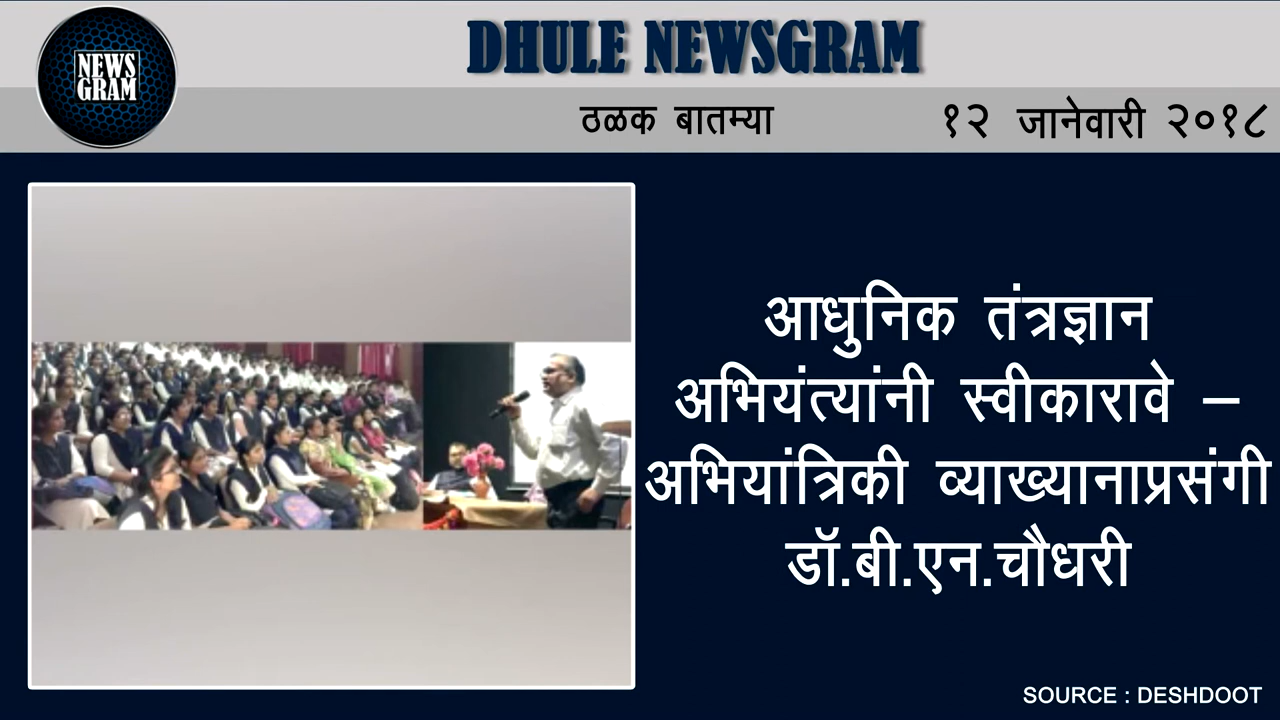 NEWS
GRAM
DHULE NEWSGRAM
ठळक बातम्या
१२ जानेवारी २०१८
आधुनिक तंत्रज्ञान
अभियंत्यांनी स्वीकारावे –
अभियांत्रिकी व्याख्यानाप्रसंगी
डॉ.बी.एन.चौधरी
SOURCE : DESHDOOT